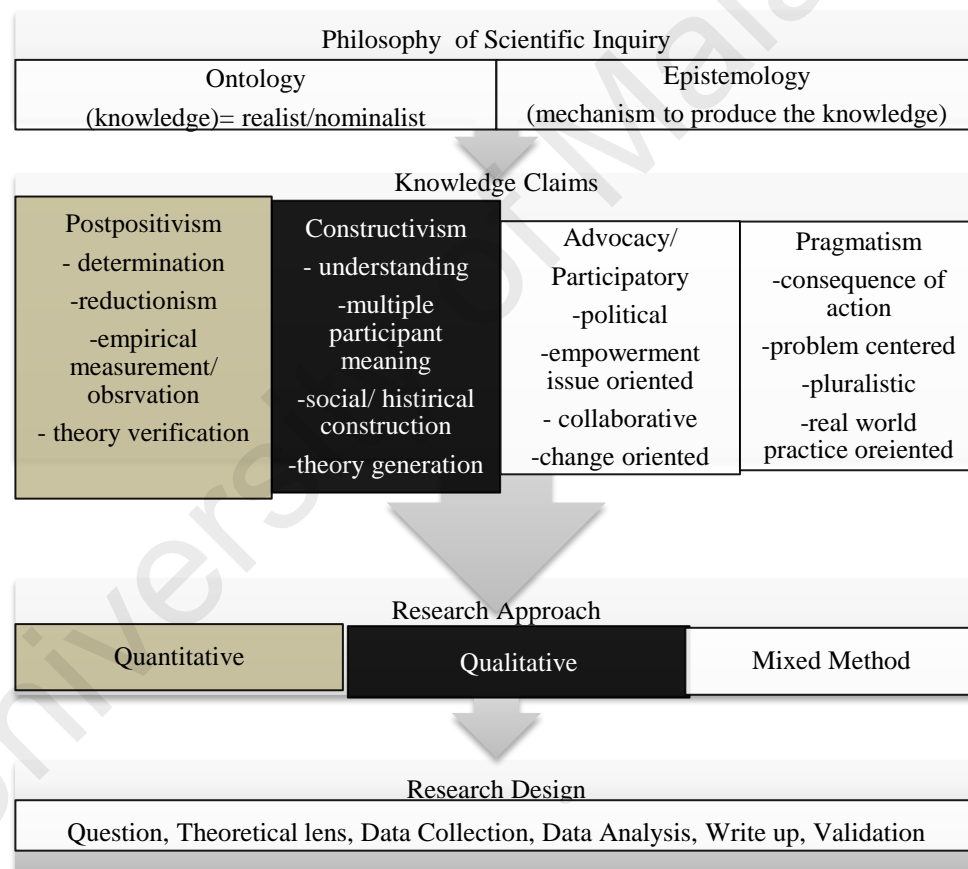 Philosophy of Scientific Inquiry
Ontology
(knowledge)= realist/nominalist
Epistemology
(mechanism to produce the knowledge)
Knowledge Claims
Postpositivism
- determination
-reductionism
-empirical
measurement/
obsrvation
- theory verification
Constructivism
- understanding
-multiple
participant
meaning
-social/ histirical
construction
-theory generation
Advocacy/
Participatory
-political
-empowerment
issue oriented
- collaborative
-change oriented
Pragmatism
-consequence of
action
-problem centered
-pluralistic
-real world
practice oreiented
Research Approach
Quantitative
Qualitative
Mixed Method
Research Design
Question, Theoretical lens, Data Collection, Data Analysis, Write up, Validation